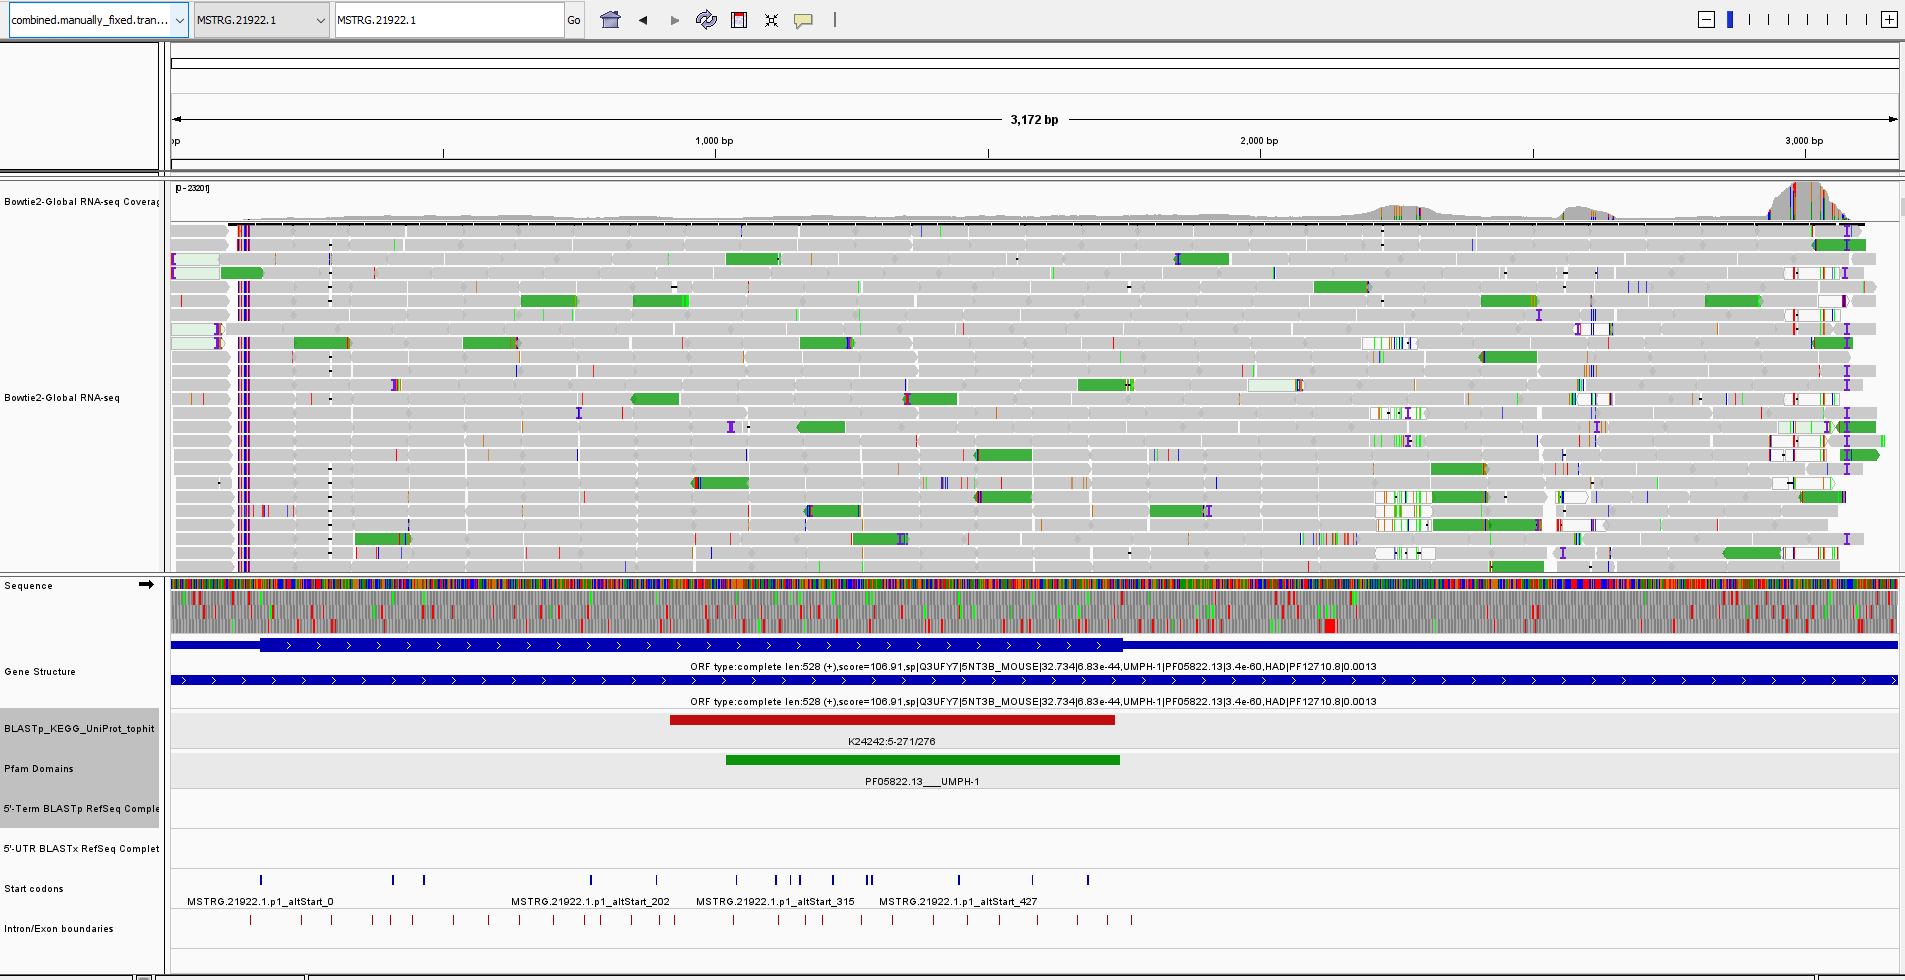 combined.manually_fixed.tran... MSTRG.21922.1 MSTRG.21922.1 Go
3,172 bp
bp 1,000 bp 2,000 bp 3,000 bp
[0 - 23201]
Bowtie2-Global RNA-seq Coverag
Bowtie2-Global RNA-seq
Sequence
ORF type:complete len:528 (+),score=106.91,sp|Q3UFY7|5NT3B_MOUSE|32.734|6.83e-44,UMPH-1|PF05822.13|3.4e-60,HAD|PF12710.8|0.0013
Gene Structure
ORF type:complete len:528 (+),score=106.91,sp|Q3UFY7|5NT3B_MOUSE|32.734|6.83e-44,UMPH-1|PF05822.13|3.4e-60,HAD|PF12710.8|0.0013
BLASTp_KEGG_UniProt_tophit
K24242:5-271/276
Pfam Domains
PF05822.13___UMPH-1
5'-Term BLASTp RefSeq Comple
5'-UTR BLASTx RefSeq Complet
Start codons
MSTRG.21922.1.p1_altStart_0 MSTRG.21922.1.p1_altStart_202 MSTRG.21922.1.p1_altStart_315 MSTRG.21922.1.p1_altStart_427
Intron/Exon boundaries